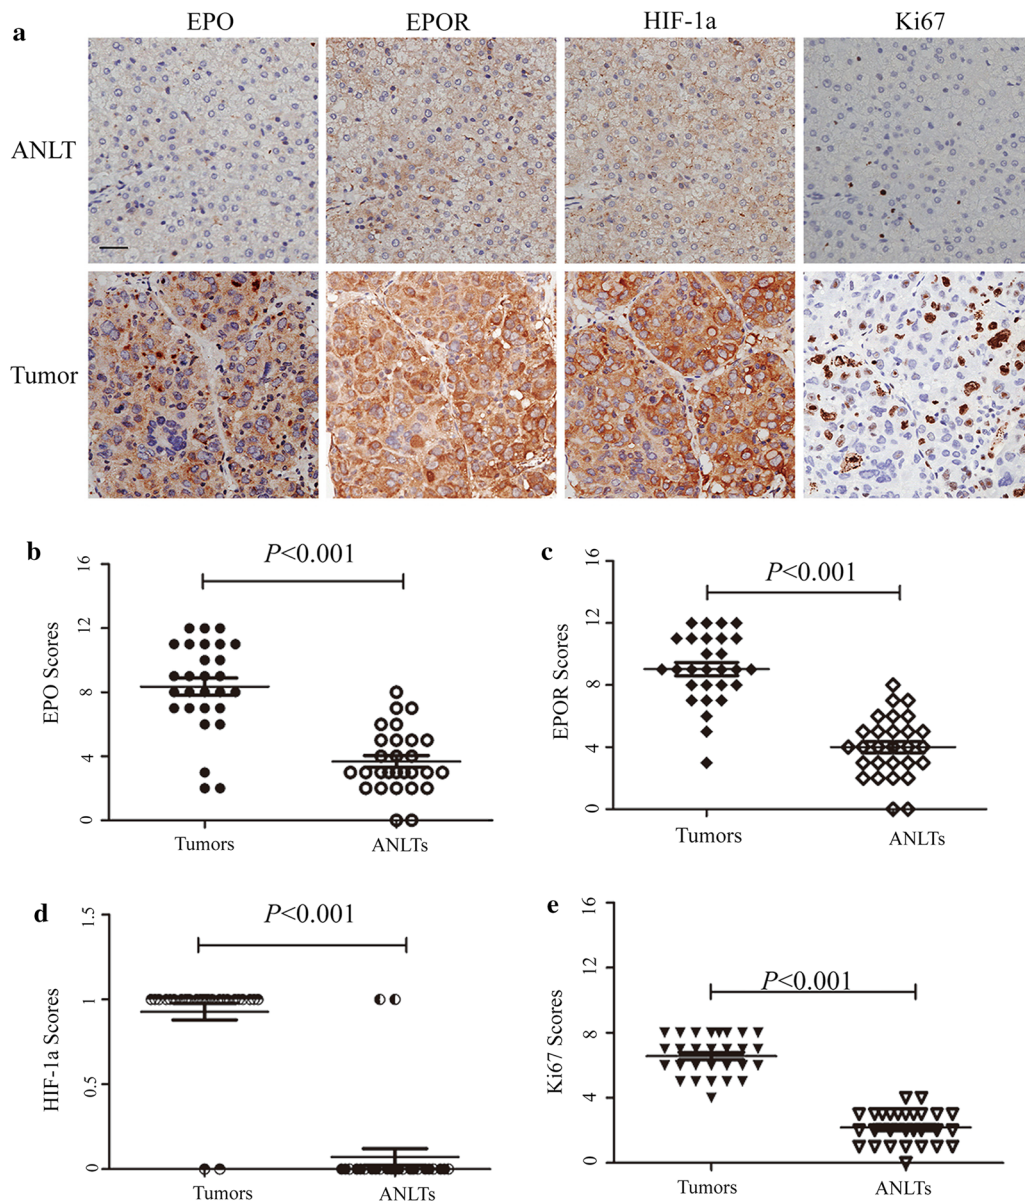 a
EPO EPOR HIF-1a Ki67
ANLT
Tumor
b
P<0.001
16
12
8
4
0
EPO Scores
Tumors ANLTs
c
P<0.001
16
12
8
4
0
EPOR Scores
Tumors ANLTs
d
P<0.001
1.5
1
0.5
0
HIF-1a Scores
Tumors ANLTs
e
P<0.001
16
12
8
4
0
Ki67 Scores
Tumors ANLTs